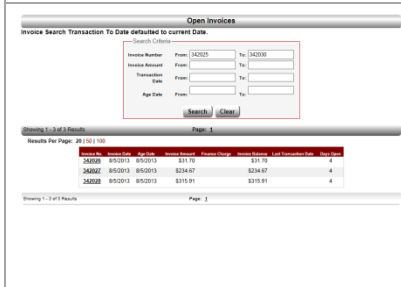 Open Invoices
Invoice Search Transaction To Date defaulted to current Date.
Search Criteria
Invoice Number From: 342025 To: 342030
Invoice Amount From: To:
Transaction Date From: To:
Age Date From: To:
Search Clear
Showing 1 - 3 of 3 Results Page: 1
Results Per Page: 20 | 50 | 100
Invoice No Invoice Date Age Date Invoice Amount Finance Charge Invoice Balance Last Transaction Date Days Open
342026 8/5/2013 8/5/2013 $31.70 $31.70 4
342027 8/5/2013 8/5/2013 $234.67 $234.67 4
342028 8/5/2013 8/5/2013 $315.91 $315.91 4
Showing 1 - 3 of 3 Results Page: 1